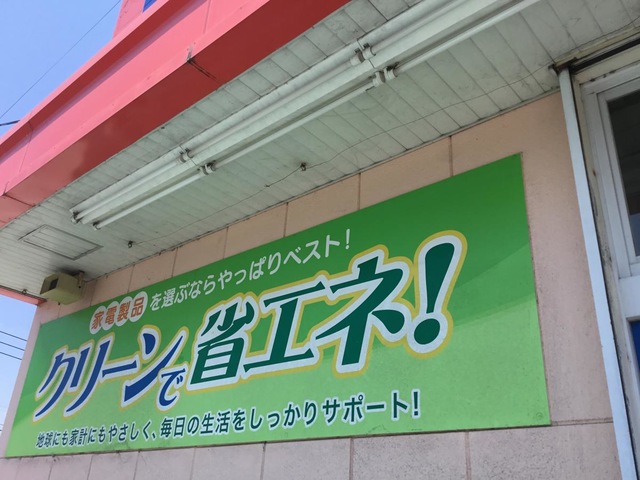 家電製品を選ぶならやっぱりベスト!
クリーンで省エネ!
地球にも家計にもやさしく、毎日の生活をしっかりサポート!